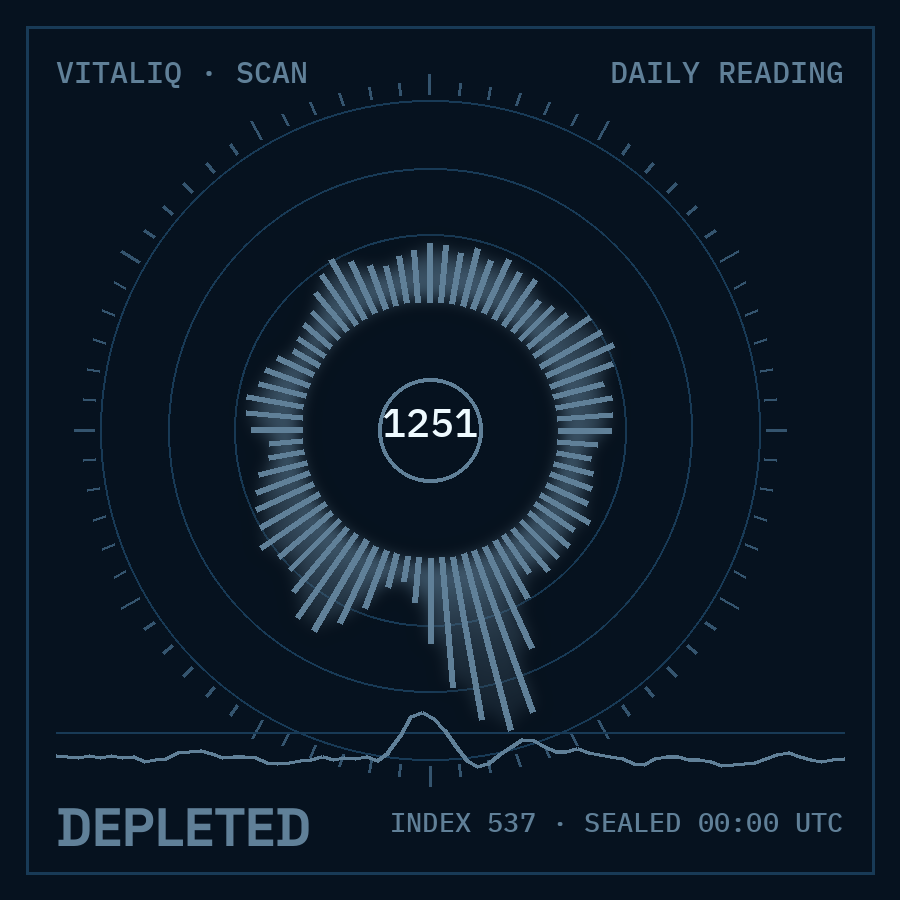 VITALIQ · SCAN
DAILY READING
1251
DEPLETED
INDEX 537 · SEALED 00:00 UTC